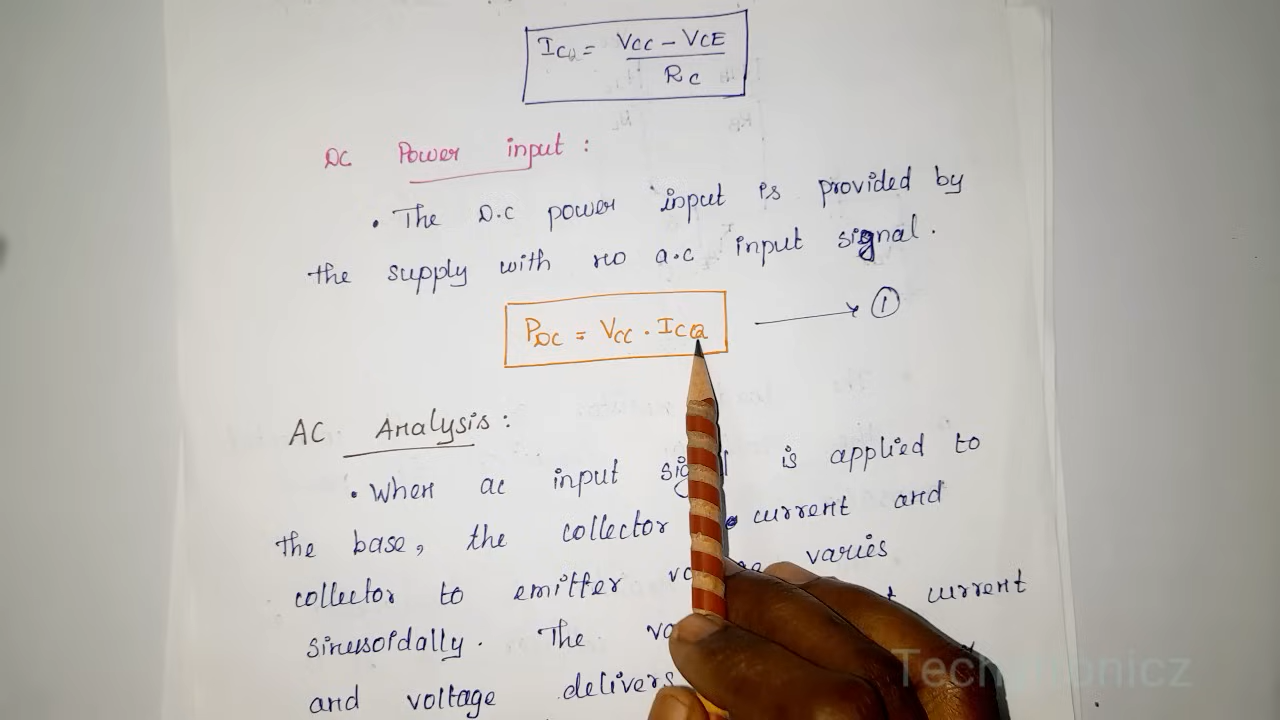 ICQ = VCC - VCE
RC
DC Power input :
• The D.C power input is provided by
the supply with no a.c input signal.
PDC = VCC . ICQ → 1
AC Analysis :
• When ac input is applied to
the base, the collector current and
collector to emitter varies
sinusoidally. The current
and voltage delivers